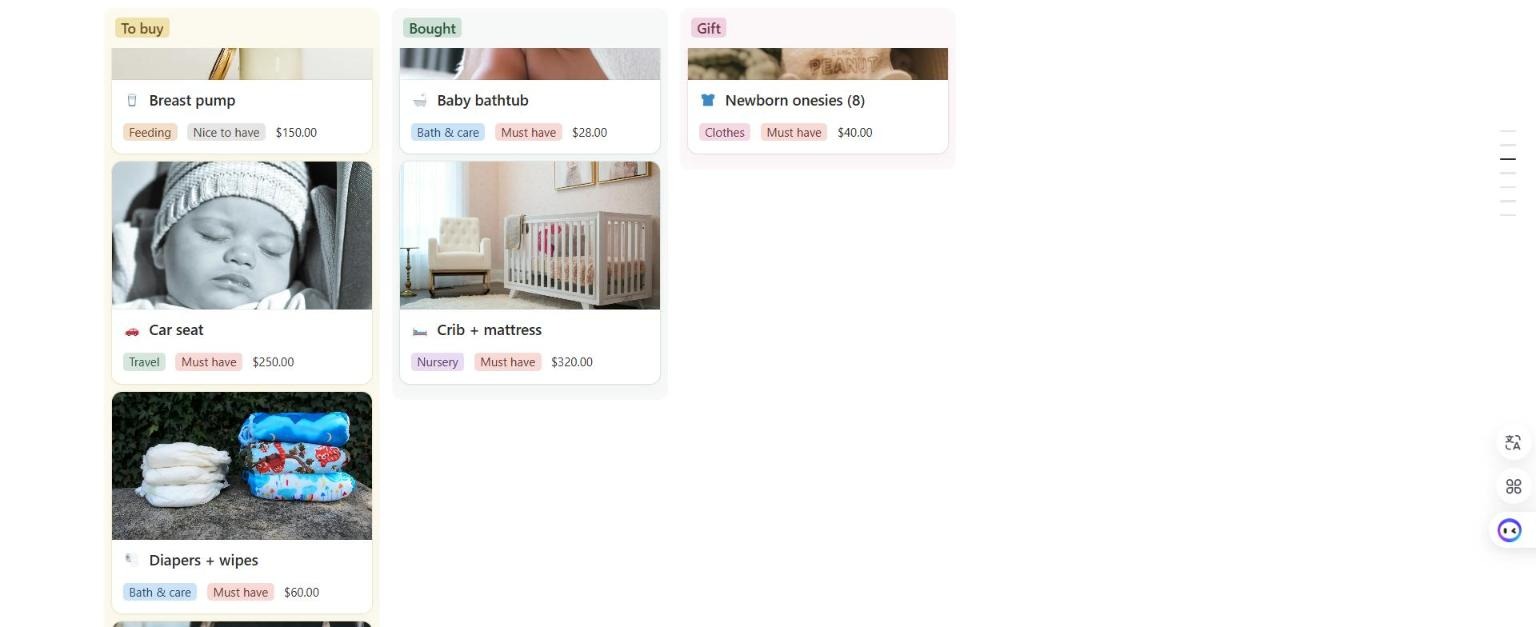 To buy
Bought
Gift
PEANUT
Breast pump
Feeding Nice to have $150.00
Baby bathtub
Bath & care Must have $28.00
Newborn onesies (8)
Clothes Must have $40.00
Car seat
Travel Must have $250.00
Crib + mattress
Nursery Must have $320.00
Diapers + wipes
Bath & care Must have $60.00